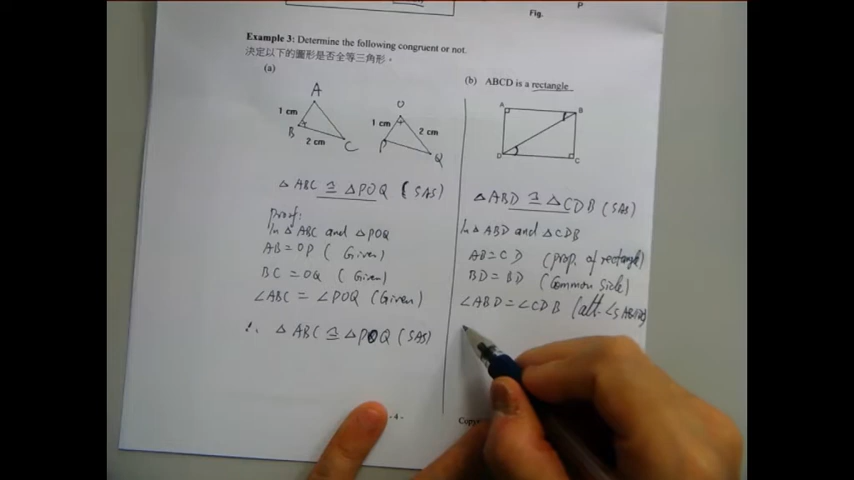 Fig.
P
Example 3: Determine the following congruent or not.
決定以下的圖形是否全等三角形。
(a)
A
1 cm
B
2 cm
C
O
1 cm
2 cm
P
Q
△ABC ≅ △POQ (SAS)
Proof:
In △ABC and △POQ
AB = OP (Given)
BC = OQ (Given)
∠ABC = ∠POQ (Given)
∴ △ABC ≅ △POQ (SAS)
- 4 -
(b) ABCD is a rectangle
A
B
D
C
△ABD ≅ △CDB (SAS)
In △ABD and △CDB
AB = CD (prop. of rectangle)
BD = BD (Common side)
∠ABD = ∠CDB (alt. ∠s